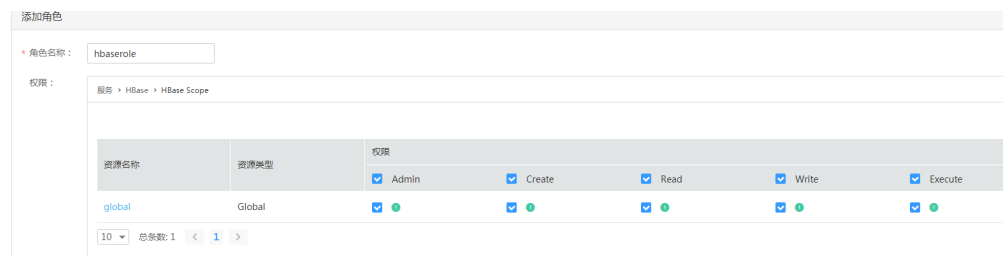 添加角色
* 角色名称： hbaserole
权限： 服务 > HBase > HBase Scope
资源名称 资源类型 权限
Admin Create Read Write Execute
global Global
10 总条数: 1 < 1 >